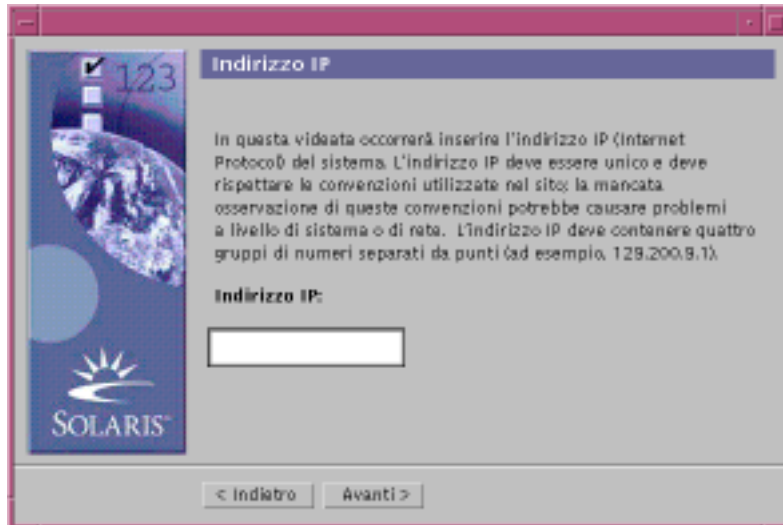 Indirizzo IP
123
In questa videata occorrerà inserire l'indirizzo IP (Internet
Protocol) del sistema. L'indirizzo IP deve essere unico e deve
rispettare le convenzioni utilizzate nel sito; la mancata
osservazione di queste convenzioni potrebbe causare problemi
a livello di sistema o di rete. L'indirizzo IP deve contenere quattro
gruppi di numeri separati da punti (ad esempio, 129.200.9.1).
Indirizzo IP:
SOLARIS™
< Indietro
Avanti >